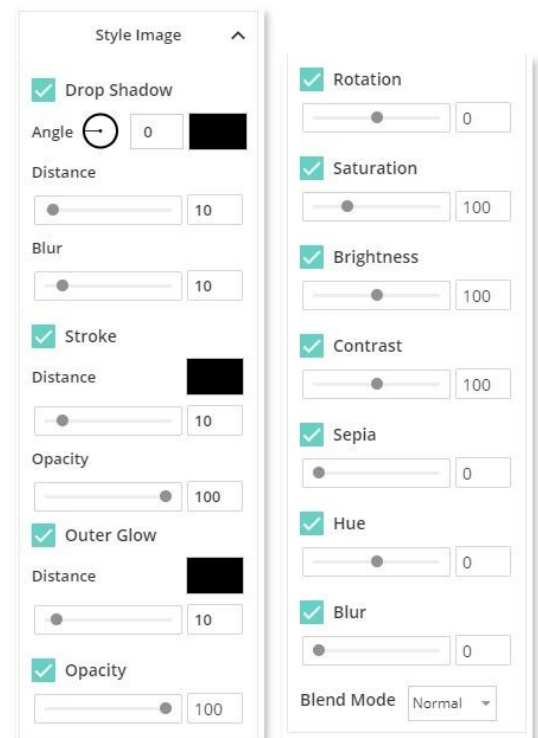 Style Image
Drop Shadow
Angle 0
Distance
10
Blur
10
Stroke
Distance
10
Opacity
100
Outer Glow
Distance
10
Opacity
100
Rotation
0
Saturation
100
Brightness
100
Contrast
100
Sepia
0
Hue
0
Blur
0
Blend Mode Normal